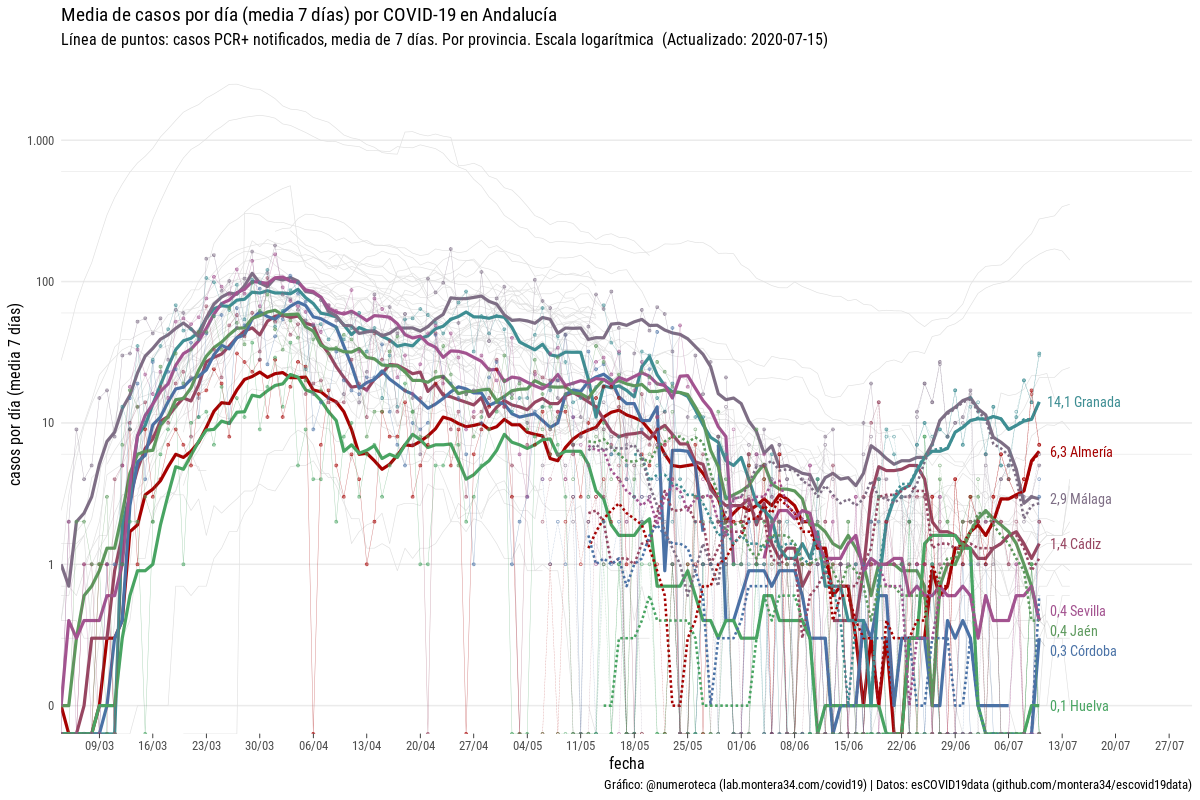 Media de casos por día (media 7 días) por COVID-19 en Andalucía
Línea de puntos: casos PCR+ notificados, media de 7 días. Por provincia. Escala logarítmica (Actualizado: 2020-07-15)
casos por día (media 7 días)
1.000
100
10
1
0
14,1 Granada
6,3 Almería
2,9 Málaga
1,4 Cádiz
0,4 Sevilla
0,4 Jaén
0,3 Córdoba
0,1 Huelva
09/03 16/03 23/03 30/03 06/04 13/04 20/04 27/04 04/05 11/05 18/05 25/05 01/06 08/06 15/06 22/06 29/06 06/07 13/07 20/07 27/07
fecha
Gráfico: @numeroteca (lab.montera34.com/covid19) | Datos: esCOVID19data (github.com/montera34/escovid19data)